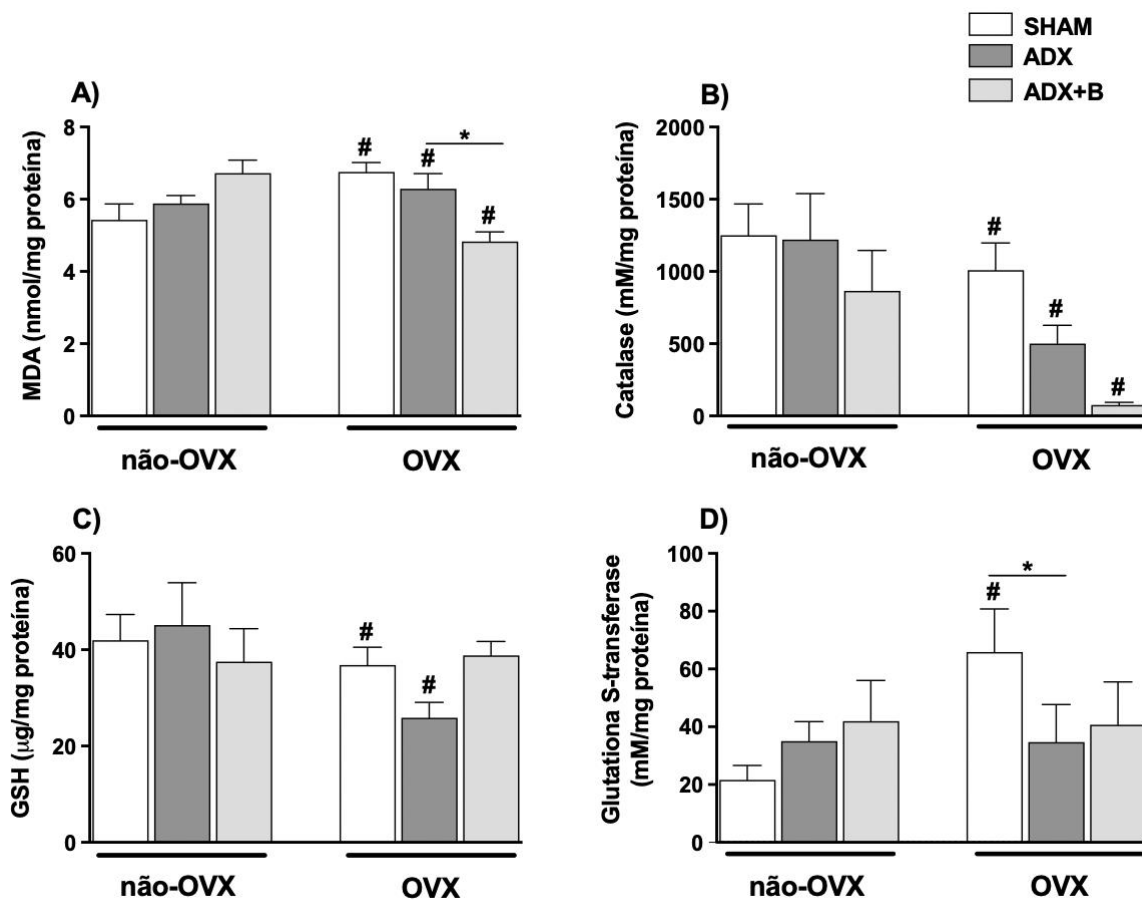 SHAM
ADX
ADX+B
A)
MDA (nmol/mg proteína)
8
6
4
2
0
#
#
*
#
não-OVX
OVX
B)
Catalase (mM/mg proteína)
2000
1500
1000
500
0
#
#
#
não-OVX
OVX
C)
GSH (μg/mg proteína)
60
40
20
0
#
#
não-OVX
OVX
D)
Glutationa S-transferase
(mM/mg proteína)
100
80
60
40
20
0
#
*
não-OVX
OVX